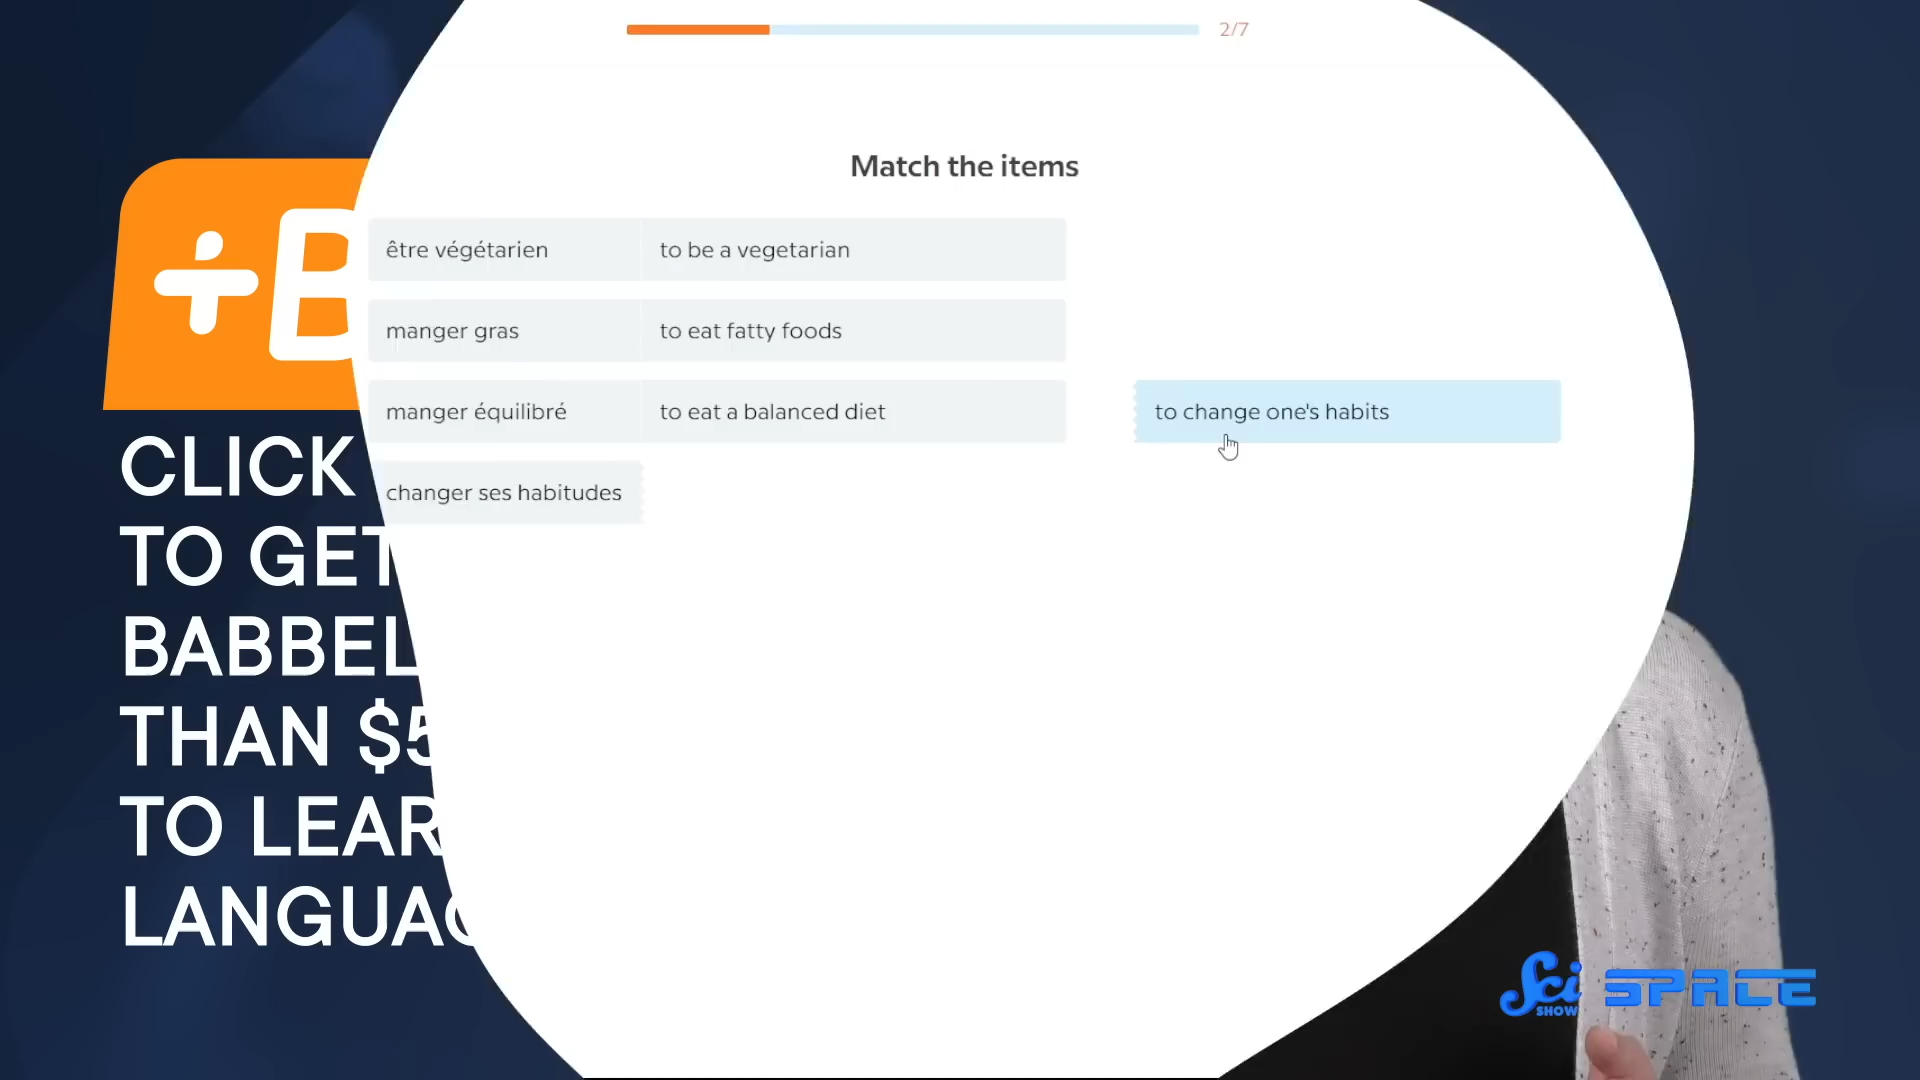 2/7
Match the items
être végétarien to be a vegetarian
manger gras to eat fatty foods
manger équilibré to eat a balanced diet
to change one's habits
changer ses habitudes
+B
CLICK
TO GET
BABBEL
THAN $5
TO LEAR
LANGUAG
Sci SHOW SPACE